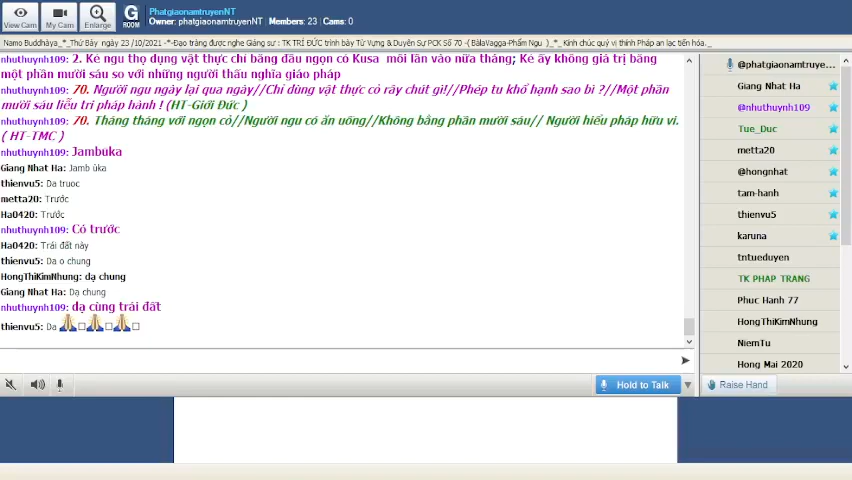 View Cam
My Cam
Enlarge
G
ROOM
Room: PhatgiaonamtruyenNT
Owner: phatgiaonamtruyenNT | Members: 23 | Cams: 0
Namo Buddhàya_*_Thứ Bảy ngày 23 /10/2021 -*-Đạo tràng được nghe Giảng sư : TK TRÍ ĐỨC trình bày Từ Vựng & Duyên Sự PCK Số 70 -( BālaVagga-Phẩm Ngu )_*_ Kính chúc quý vị thính Pháp an lạc tiến hóa._
nhuthuynh109: 2. Kẻ ngu thọ dụng vật thực chỉ bằng đầu ngọn cỏ Kusa mỗi lần vào nửa tháng; Kẻ ấy không giá trị bằng
một phần mười sáu so với những người thấu nghĩa giáo pháp
nhuthuynh109: 70. Người ngu ngày lại qua ngày//Chỉ dùng vật thực cỏ rây chút gì!//Phép tu khổ hạnh sao bì ?//Một phần
mười sáu liễu tri pháp hành ! (HT-Giới Đức )
nhuthuynh109: 70. Tháng tháng với ngọn cỏ//Người ngu có ăn uống//Không bằng phần mười sáu// Người hiểu pháp hữu vi.
( HT-TMC )
nhuthuynh109: Jambūka
Giang Nhat Ha: Jamb ūka
thienvu5: Da truoc
metta20: Trước
Ha0420: Trước
nhuthuynh109: Có trước
Ha0420: Trái đất này
thienvu5: Da o chung
HongThiKimNhung: dạ chung
Giang Nhat Ha: Dạ chung
nhuthuynh109: dạ cùng trái đất
thienvu5: Da
Hold to Talk
Raise Hand
@phatgiaonamtruye...
Giang Nhat Ha
@nhuthuynh109
Tue_Duc
metta20
@hongnhat
tam-hanh
thienvu5
karuna
tntueduyen
TK PHAP TRANG
Phuc Hanh 77
HongThiKimNhung
NiemTu
Hong Mai 2020